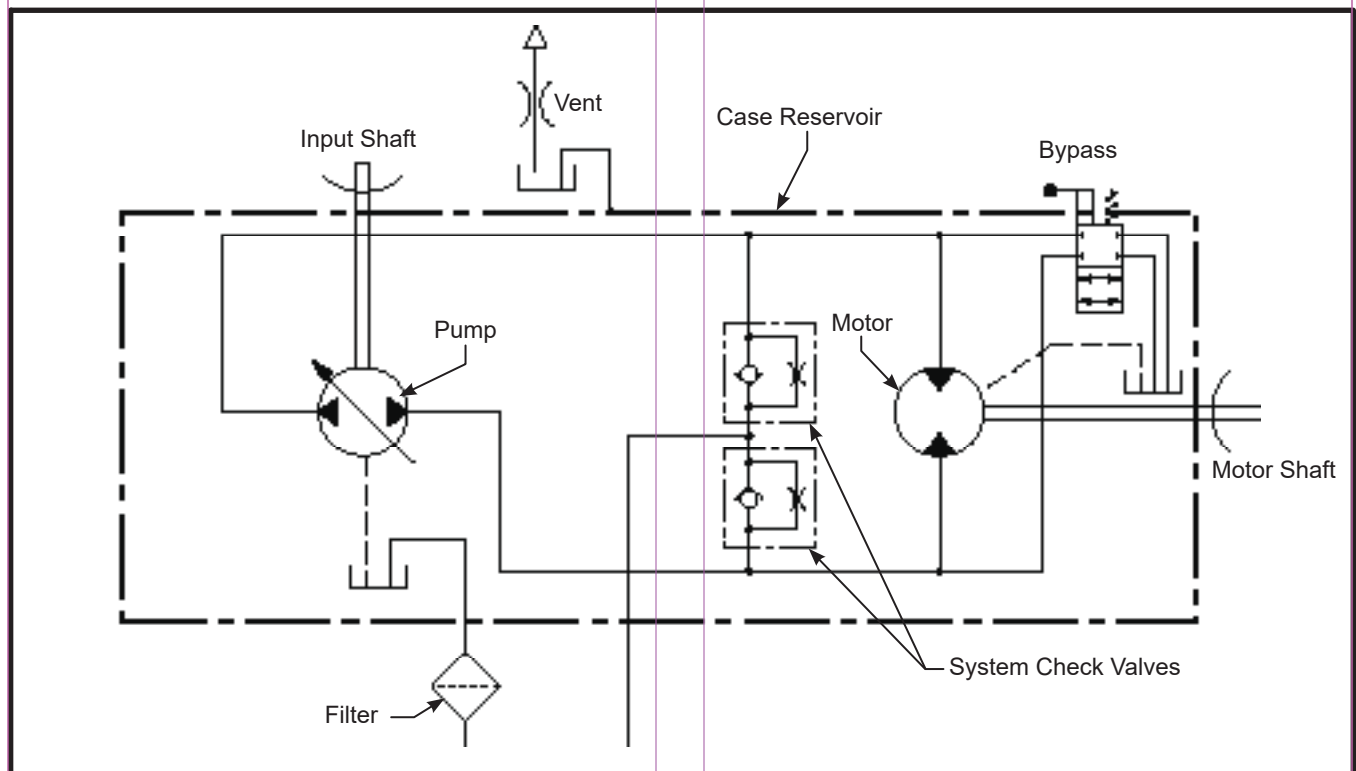 Vent
Case Reservoir
Input Shaft
Bypass
Pump
Motor
Motor Shaft
System Check Valves
Filter